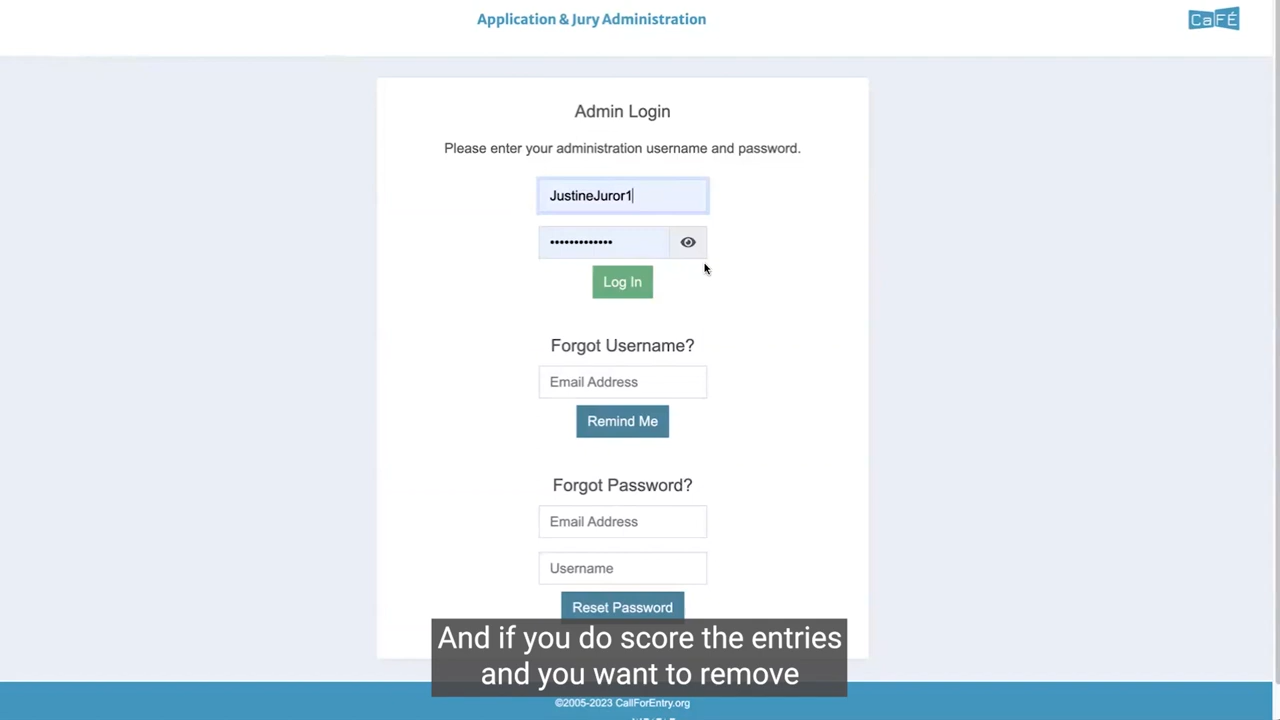 Application & Jury Administration
CaFÉ
Admin Login
Please enter your administration username and password.
JustineJuror1
•••••••••••••
Log In
Forgot Username?
Email Address
Remind Me
Forgot Password?
Email Address
Username
Reset Password
And if you do score the entries
and you want to remove
©2005-2023 CallForEntry.org